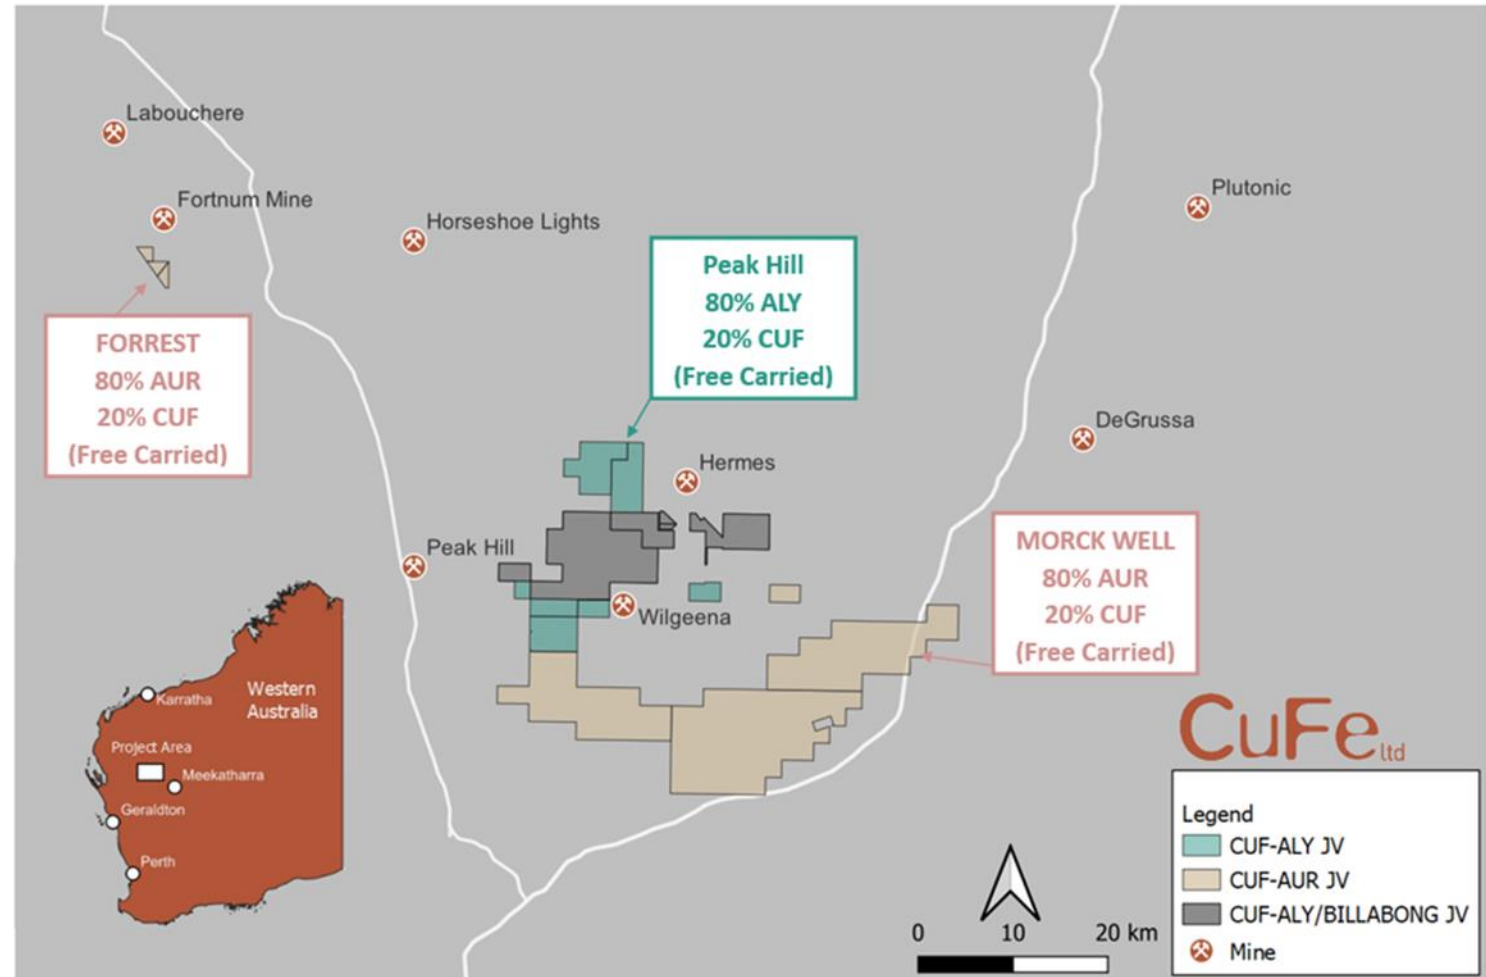 Labouchere
Fortnum Mine
Horseshoe Lights
Plutonic
Peak Hill
80% ALY
20% CUF
(Free Carried)
FORREST
80% AUR
20% CUF
(Free Carried)
DeGrussa
Hermes
MORCK WELL
80% AUR
20% CUF
(Free Carried)
Peak Hill
Wilgeena
Western
Australia
Karratha
Project Area
Meekatharra
Geraldton
Perth
CuFe ltd
Legend
CUF-ALY JV
CUF-AUR JV
CUF-ALY/BILLABONG JV
Mine
0 10 20 km